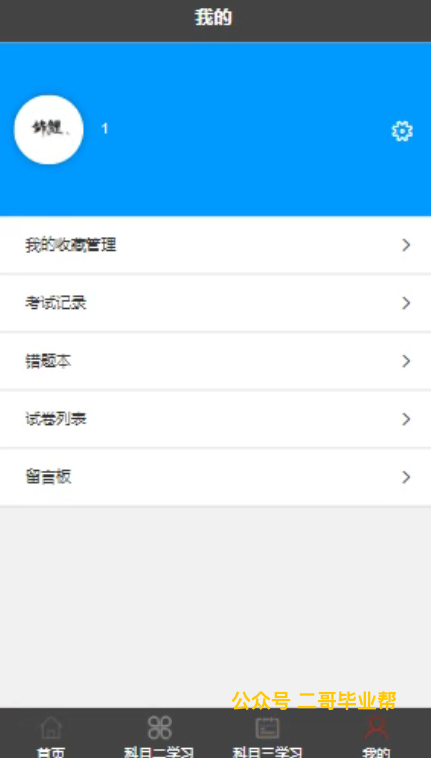 我的
锦鲤、
1
我的收藏管理
考试记录
错题本
试卷列表
留言板
公众号 二哥毕业帮
首页
科目二学习
科目三学习
我的